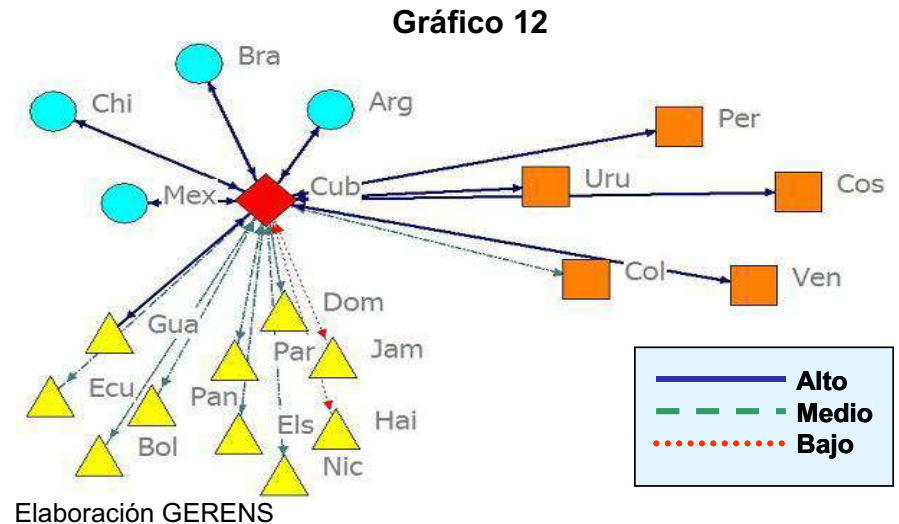 Gráfico 12
Bra
Chi
Arg
Per
Mex
Cub
Uru
Cos
Col
Ven
Dom
Gua
Par
Jam
Ecu
Pan
Bol
Els
Hai
Nic
Alto
Medio
Bajo
Elaboración GERENS